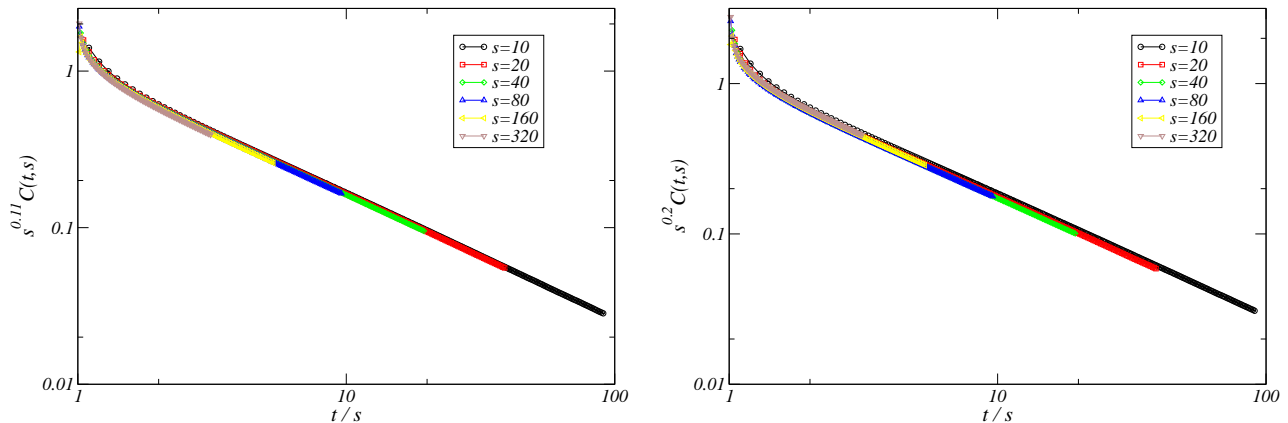 1
0.1
0.01
s^0.11 C(t,s)
s=10
s=20
s=40
s=80
s=160
s=320
1
10
100
t / s
1
0.1
0.01
s^0.2 C(t,s)
s=10
s=20
s=40
s=80
s=160
s=320
1
10
100
t / s